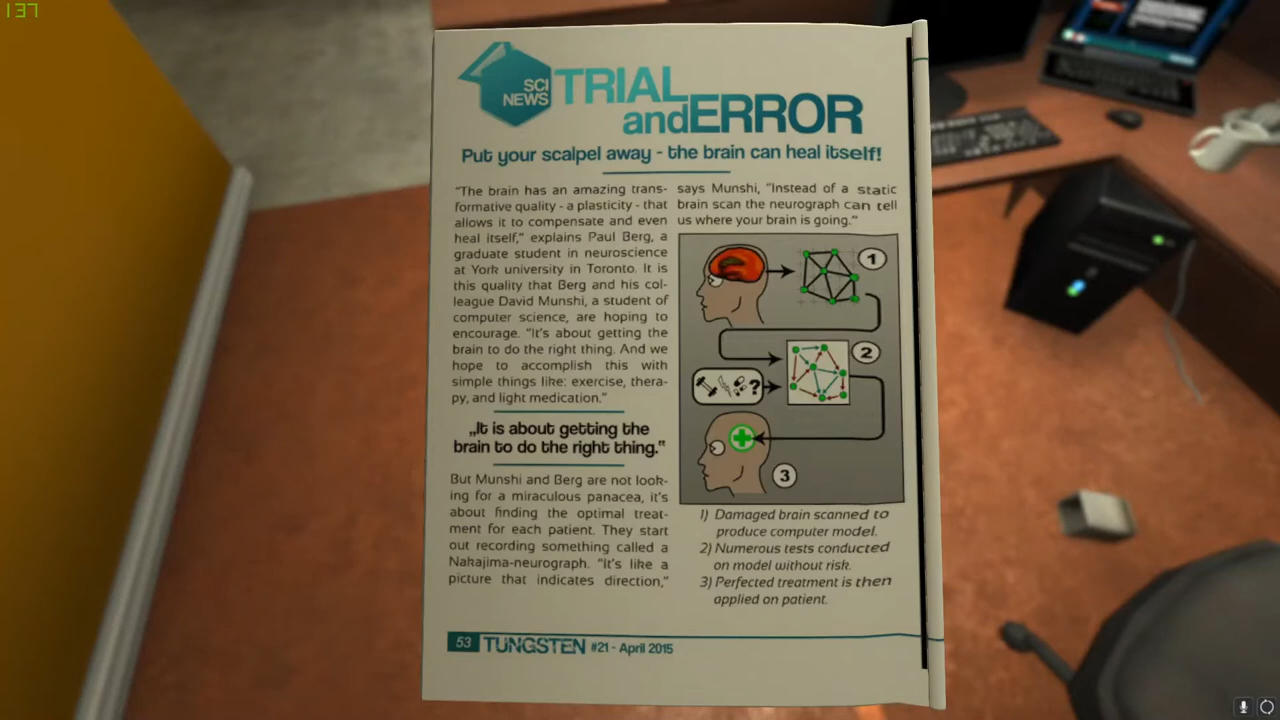 137
SCI
NEWS
TRIAL
andERROR
Put your scalpel away - the brain can heal itself!
"The brain has an amazing trans-
formative quality - a plasticity - that
allows it to compensate and even
heal itself," explains Paul Berg, a
graduate student in neuroscience
at York university in Toronto. It is
this quality that Berg and his col-
league David Munshi, a student of
computer science, are hoping to
encourage. "It's about getting the
brain to do the right thing. And we
hope to accomplish this with
simple things like: exercise, thera-
py, and light medication."
„It is about getting the
brain to do the right thing."
But Munshi and Berg are not look-
ing for a miraculous panacea, it's
about finding the optimal treat-
ment for each patient. They start
out recording something called a
Nakajima-neurograph. "It's like a
picture that indicates direction,"
says Munshi, "Instead of a static
brain scan the neurograph can tell
us where your brain is going."
1
2
?
3
1) Damaged brain scanned to
produce computer model.
2) Numerous tests conducted
on model without risk.
3) Perfected treatment is then
applied on patient.
53 TUNGSTEN #21 - April 2015